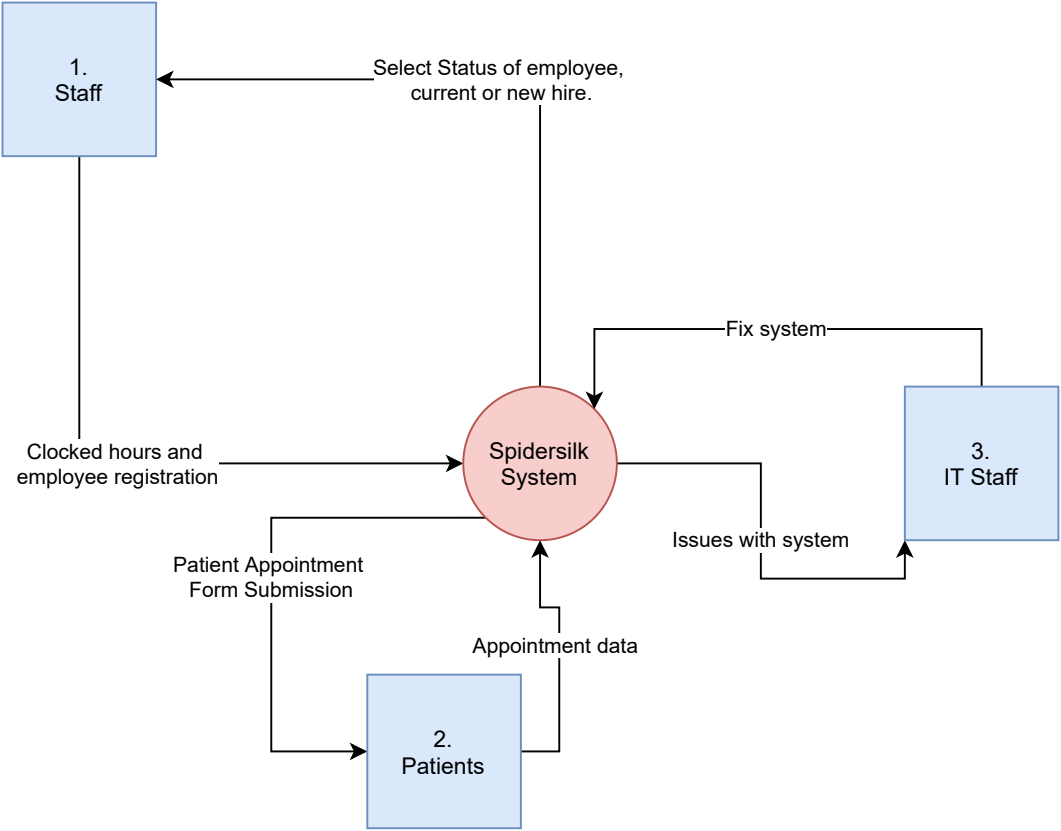 1.
Staff
Select Status of employee,
current or new hire.
Fix system
Clocked hours and
employee registration
Spidersilk
System
3.
IT Staff
Issues with system
Patient Appointment
Form Submission
Appointment data
2.
Patients